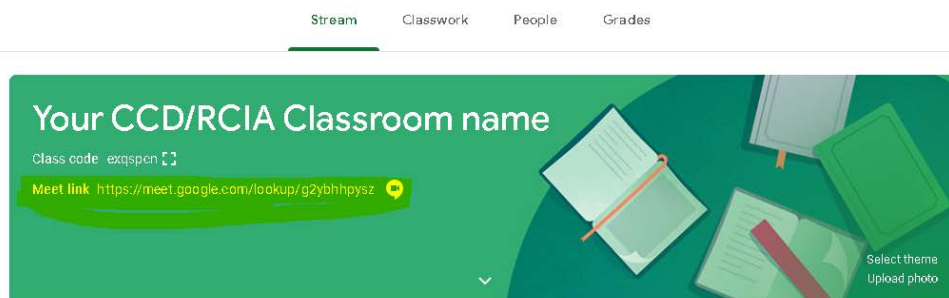 Stream Classwork People Grades
Your CCD/RCIA Classroom name
Class code exqspcn
Meet link https://meet.google.com/lookup/g2ybhhpysz
Select theme
Upload photo